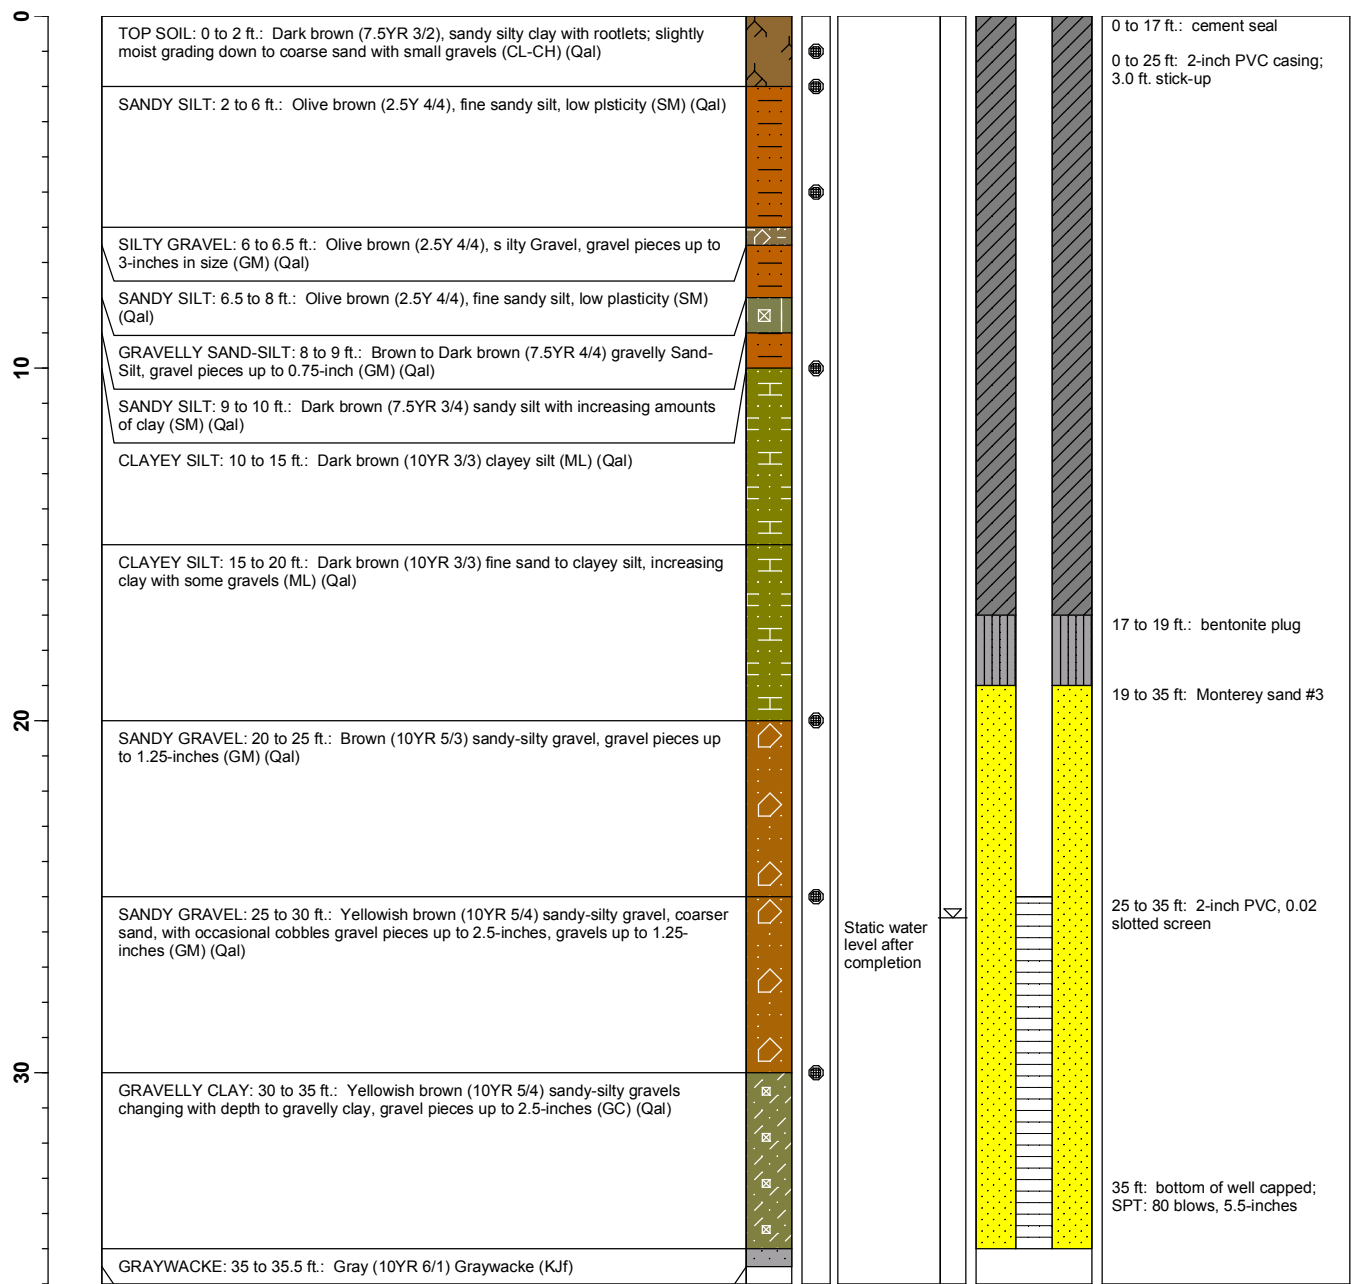 0
TOP SOIL: 0 to 2 ft.: Dark brown (7.5YR 3/2), sandy silty clay with rootlets; slightly
moist grading down to coarse sand with small gravels (CL-CH) (Qal)
SANDY SILT: 2 to 6 ft.: Olive brown (2.5Y 4/4), fine sandy silt, low plsticity (SM) (Qal)
SILTY GRAVEL: 6 to 6.5 ft.: Olive brown (2.5Y 4/4), s ilty Gravel, gravel pieces up to
3-inches in size (GM) (Qal)
SANDY SILT: 6.5 to 8 ft.: Olive brown (2.5Y 4/4), fine sandy silt, low plasticity (SM)
(Qal)
GRAVELLY SAND-SILT: 8 to 9 ft.: Brown to Dark brown (7.5YR 4/4) gravelly Sand-
Silt, gravel pieces up to 0.75-inch (GM) (Qal)
10
SANDY SILT: 9 to 10 ft.: Dark brown (7.5YR 3/4) sandy silt with increasing amounts
of clay (SM) (Qal)
CLAYEY SILT: 10 to 15 ft.: Dark brown (10YR 3/3) clayey silt (ML) (Qal)
CLAYEY SILT: 15 to 20 ft.: Dark brown (10YR 3/3) fine sand to clayey silt, increasing
clay with some gravels (ML) (Qal)
20
SANDY GRAVEL: 20 to 25 ft.: Brown (10YR 5/3) sandy-silty gravel, gravel pieces up
to 1.25-inches (GM) (Qal)
SANDY GRAVEL: 25 to 30 ft.: Yellowish brown (10YR 5/4) sandy-silty gravel, coarser
sand, with occasional cobbles gravel pieces up to 2.5-inches, gravels up to 1.25-
inches (GM) (Qal)
30
GRAVELLY CLAY: 30 to 35 ft.: Yellowish brown (10YR 5/4) sandy-silty gravels
changing with depth to gravelly clay, gravel pieces up to 2.5-inches (GC) (Qal)
GRAYWACKE: 35 to 35.5 ft.: Gray (10YR 6/1) Graywacke (KJf)
Static water
level after
completion
0 to 17 ft.: cement seal
0 to 25 ft: 2-inch PVC casing;
3.0 ft. stick-up
17 to 19 ft.: bentonite plug
19 to 35 ft: Monterey sand #3
25 to 35 ft: 2-inch PVC, 0.02
slotted screen
35 ft: bottom of well capped;
SPT: 80 blows, 5.5-inches